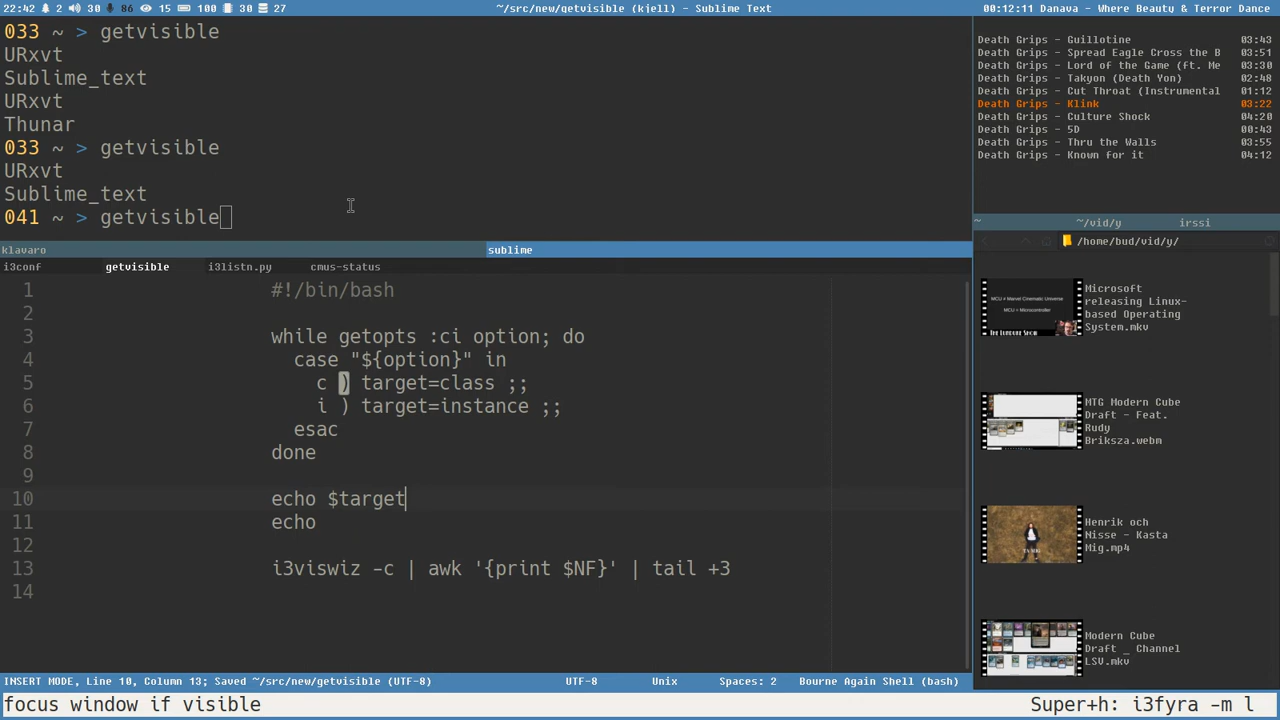 22:42 2 30 86 15 100 30 27
~/src/new/getvisible (kjell) - Sublime Text
00:12:11 Danava - Where Beauty & Terror Dance
033 ~ > getvisible
URxvt
Sublime_text
URxvt
Thunar
033 ~ > getvisible
URxvt
Sublime_text
041 ~ > getvisible
klavaro sublime
i3conf getvisible i3listn.py cmus-status
1 #!/bin/bash
2
3 while getopts :ci option; do
4 case "${option}" in
5 c ) target=class ;;
6 i ) target=instance ;;
7 esac
8 done
9
10 echo $target
11 echo
12
13 i3viswiz -c | awk '{print $NF}' | tail +3
14
INSERT MODE, Line 10, Column 13; Saved ~/src/new/getvisible (UTF-8) UTF-8 Unix Spaces: 2 Bourne Again Shell (bash)
Death Grips - Guillotine 03:43
Death Grips - Spread Eagle Cross the B 03:51
Death Grips - Lord of the Game (ft. Me 03:30
Death Grips - Takyon (Death Yon) 02:48
Death Grips - Cut Throat (Instrumental 01:12
Death Grips - Klink 03:22
Death Grips - Culture Shock 04:20
Death Grips - 5D 00:43
Death Grips - Thru the Walls 03:55
Death Grips - Known for it 04:12
~ ~/vid/y irssi
/home/bud/vid/y/
MCU ≠ Marvel Cinematic Universe
MCU = Microcontroller
The Lunduke Show
Microsoft
releasing Linux-
based Operating
System.mkv
MTG Modern Cube
Draft - Feat.
Rudy
Briksza.webm
Henrik och
Nisse - Kasta
Mig.mp4
Modern Cube
Draft _ Channel
LSV.mkv
focus window if visible Super+h: i3fyra -m l